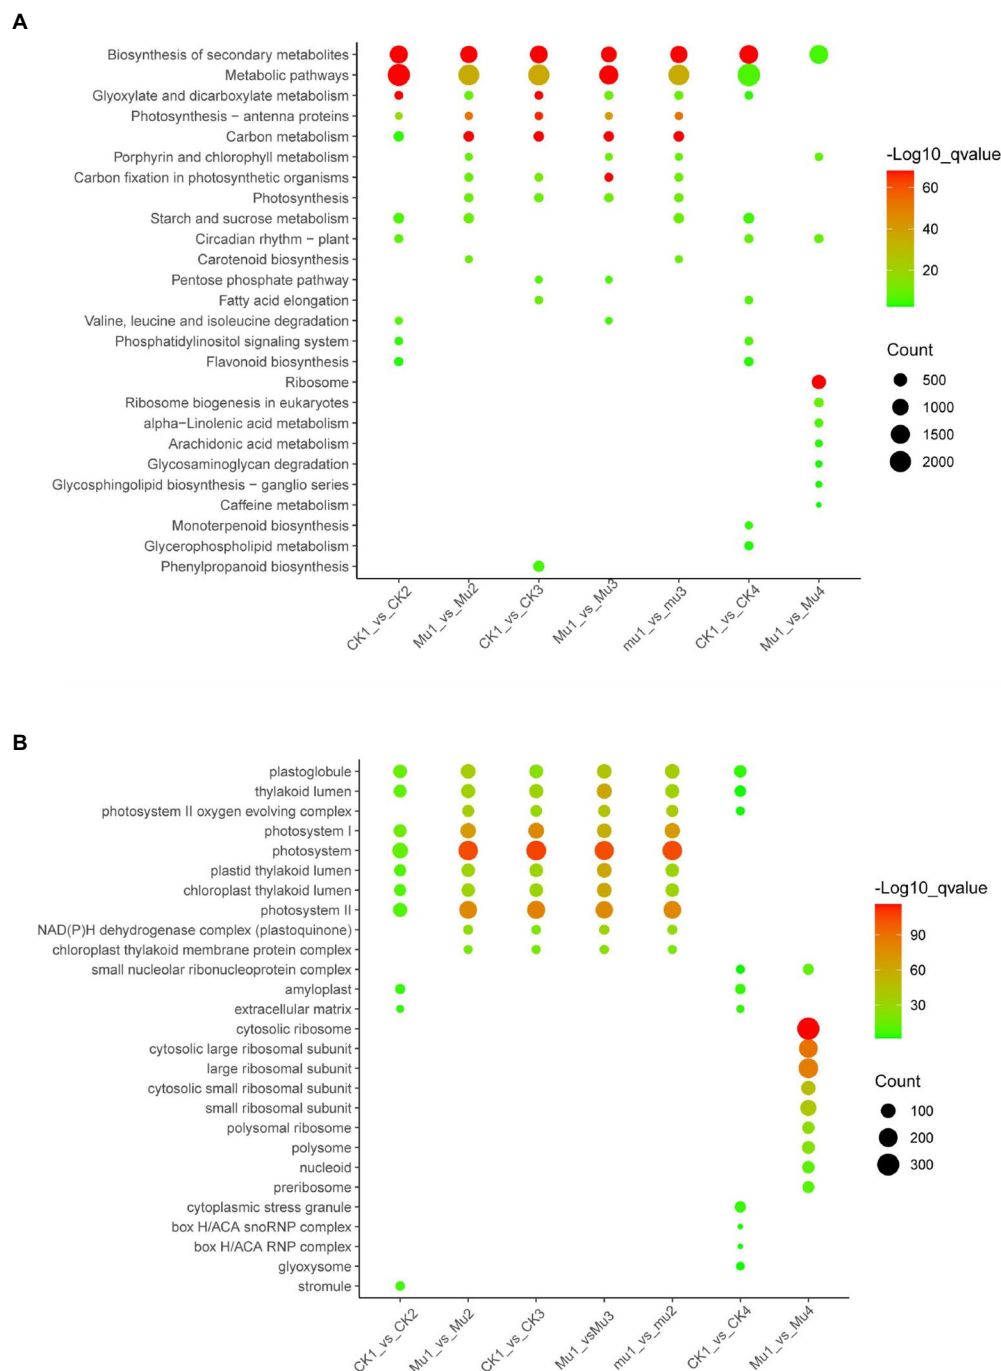 A
Biosynthesis of secondary metabolites
Metabolic pathways
Glyoxylate and dicarboxylate metabolism
Photosynthesis − antenna proteins
Carbon metabolism
Porphyrin and chlorophyll metabolism
Carbon fixation in photosynthetic organisms
Photosynthesis
Starch and sucrose metabolism
Circadian rhythm − plant
Carotenoid biosynthesis
Pentose phosphate pathway
Fatty acid elongation
Valine, leucine and isoleucine degradation
Phosphatidylinositol signaling system
Flavonoid biosynthesis
Ribosome
Ribosome biogenesis in eukaryotes
alpha−Linolenic acid metabolism
Arachidonic acid metabolism
Glycosaminoglycan degradation
Glycosphingolipid biosynthesis − ganglio series
Caffeine metabolism
Monoterpenoid biosynthesis
Glycerophospholipid metabolism
Phenylpropanoid biosynthesis
CK1_vs_CK2
Mu1_vs_Mu2
CK1_vs_CK3
Mu1_vs_Mu3
mu1_vs_mu3
CK1_vs_CK4
Mu1_vs_Mu4
-Log10_qvalue
60
40
20
Count
500
1000
1500
2000
B
plastoglobule
thylakoid lumen
photosystem II oxygen evolving complex
photosystem I
photosystem
plastid thylakoid lumen
chloroplast thylakoid lumen
photosystem II
NAD(P)H dehydrogenase complex (plastoquinone)
chloroplast thylakoid membrane protein complex
small nucleolar ribonucleoprotein complex
amyloplast
extracellular matrix
cytosolic ribosome
cytosolic large ribosomal subunit
large ribosomal subunit
cytosolic small ribosomal subunit
small ribosomal subunit
polysomal ribosome
polysome
nucleoid
preribosome
cytoplasmic stress granule
box H/ACA snoRNP complex
box H/ACA RNP complex
glyoxysome
stromule
CK1_vs_CK2
Mu1_vs_Mu2
CK1_vs_CK3
Mu1_vsMu3
mu1_vs_mu2
CK1_vs_CK4
Mu1_vs_Mu4
-Log10_qvalue
90
60
30
Count
100
200
300